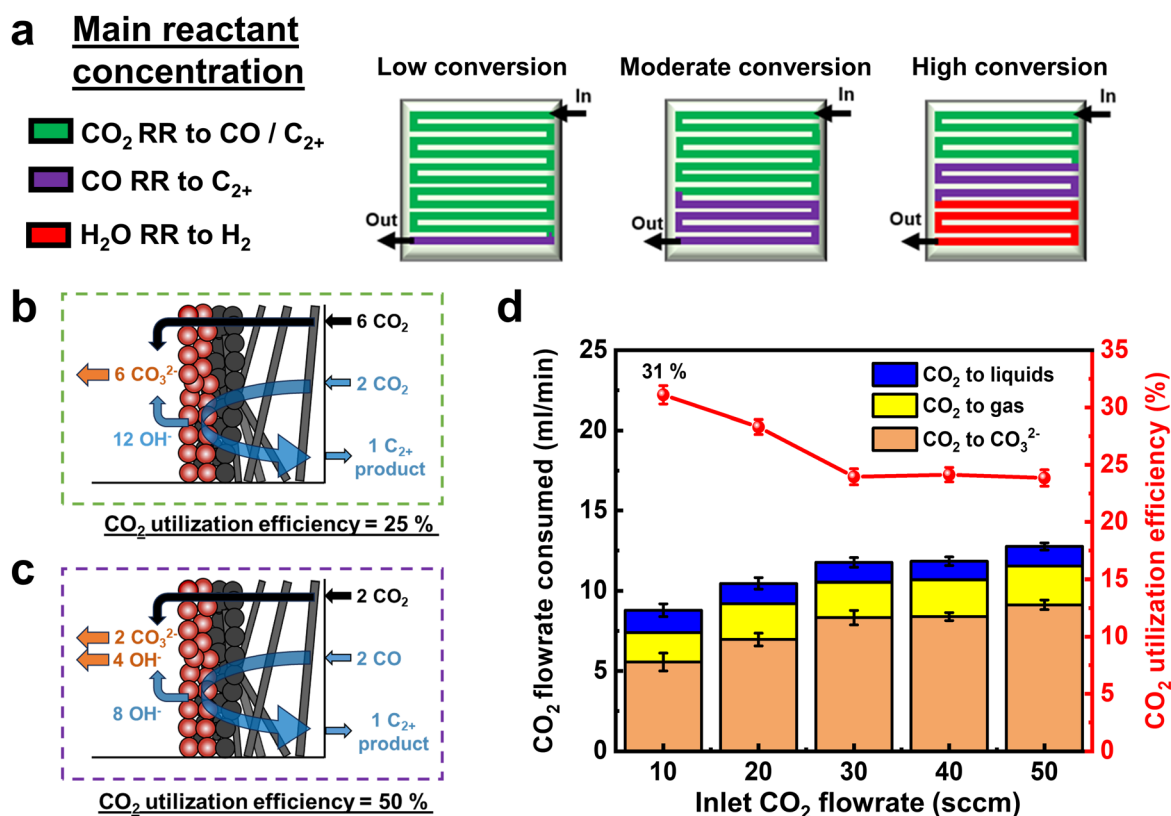 a
Main reactant
concentration
CO₂ RR to CO / C₂₊
CO RR to C₂₊
H₂O RR to H₂
Low conversion
Moderate conversion
High conversion
In
In
In
Out
Out
Out
b
6 CO₂
6 CO₃²⁻
2 CO₂
12 OH⁻
1 C₂₊
product
CO₂ utilization efficiency = 25 %
c
2 CO₂
2 CO₃²⁻
4 OH⁻
2 CO
8 OH⁻
1 C₂₊
product
CO₂ utilization efficiency = 50 %
d
CO₂ flowrate consumed (ml/min)
25
20
15
10
5
0
31 %
CO₂ to liquids
CO₂ to gas
CO₂ to CO₃²⁻
35
30
25
20
15
10
5
0
CO₂ utilization efficiency (%)
10 20 30 40 50
Inlet CO₂ flowrate (sccm)